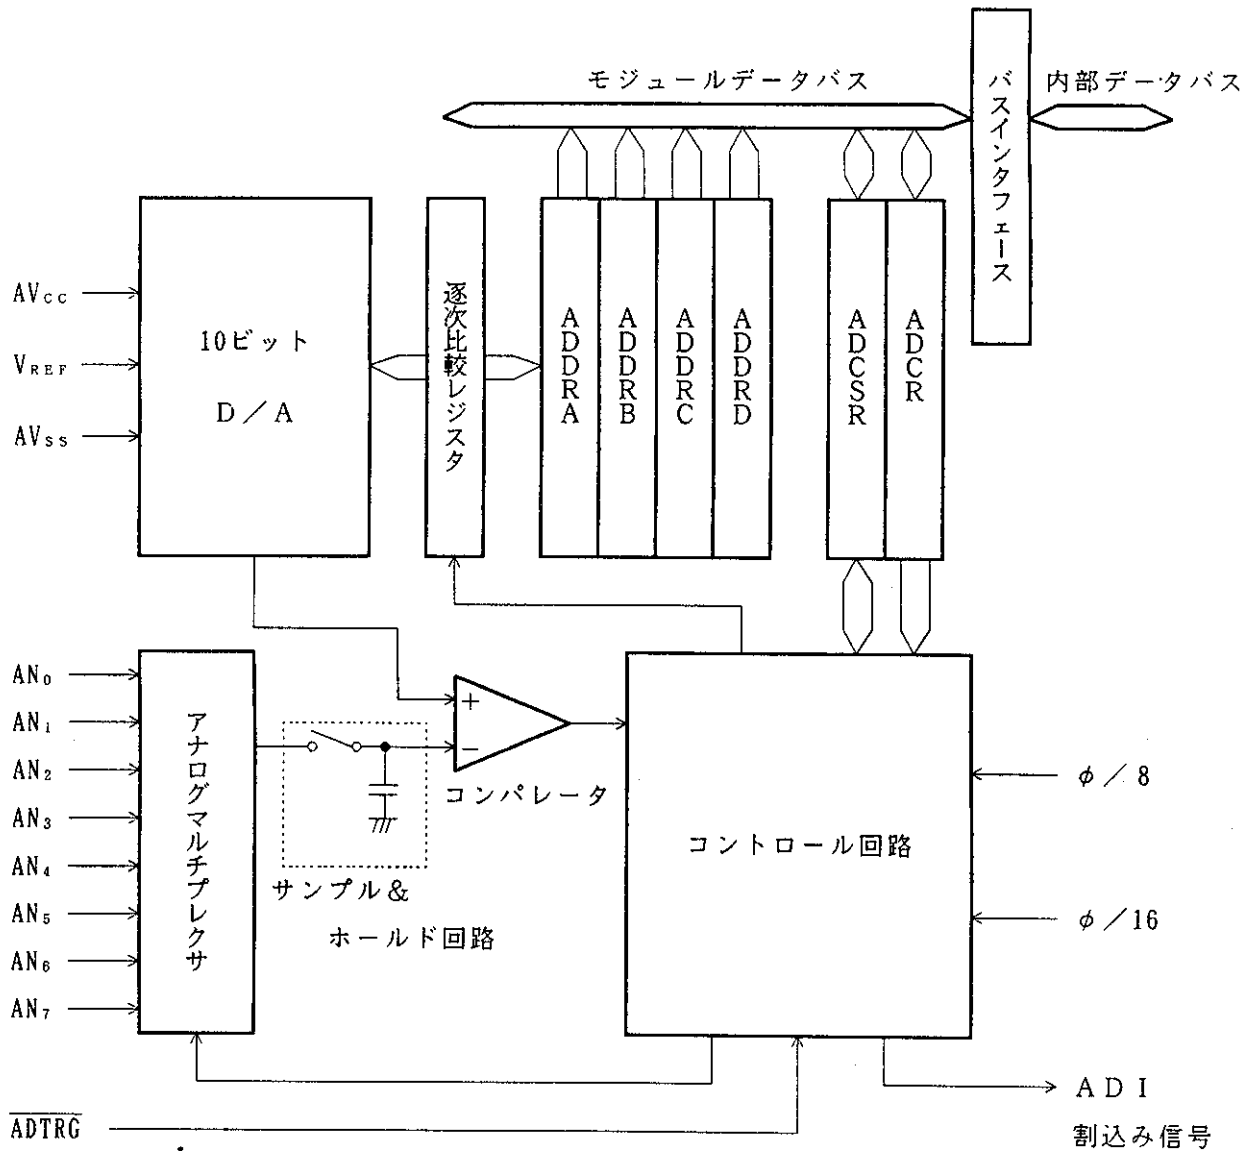 モジュールデータバス
内部データバス
バスインタフェース
AVcc
VREF
AVss
10ビット
D／A
逐次比較レジスタ
ADDRA
ADDRB
ADDRC
ADDRD
ADCSR
ADCR
AN₀
AN₁
AN₂
AN₃
AN₄
AN₅
AN₆
AN₇
アナログマルチプレクサ
＋
－
コンパレータ
サンプル＆
ホールド回路
コントロール回路
φ／8
φ／16
ADTRG
ADI
割込み信号